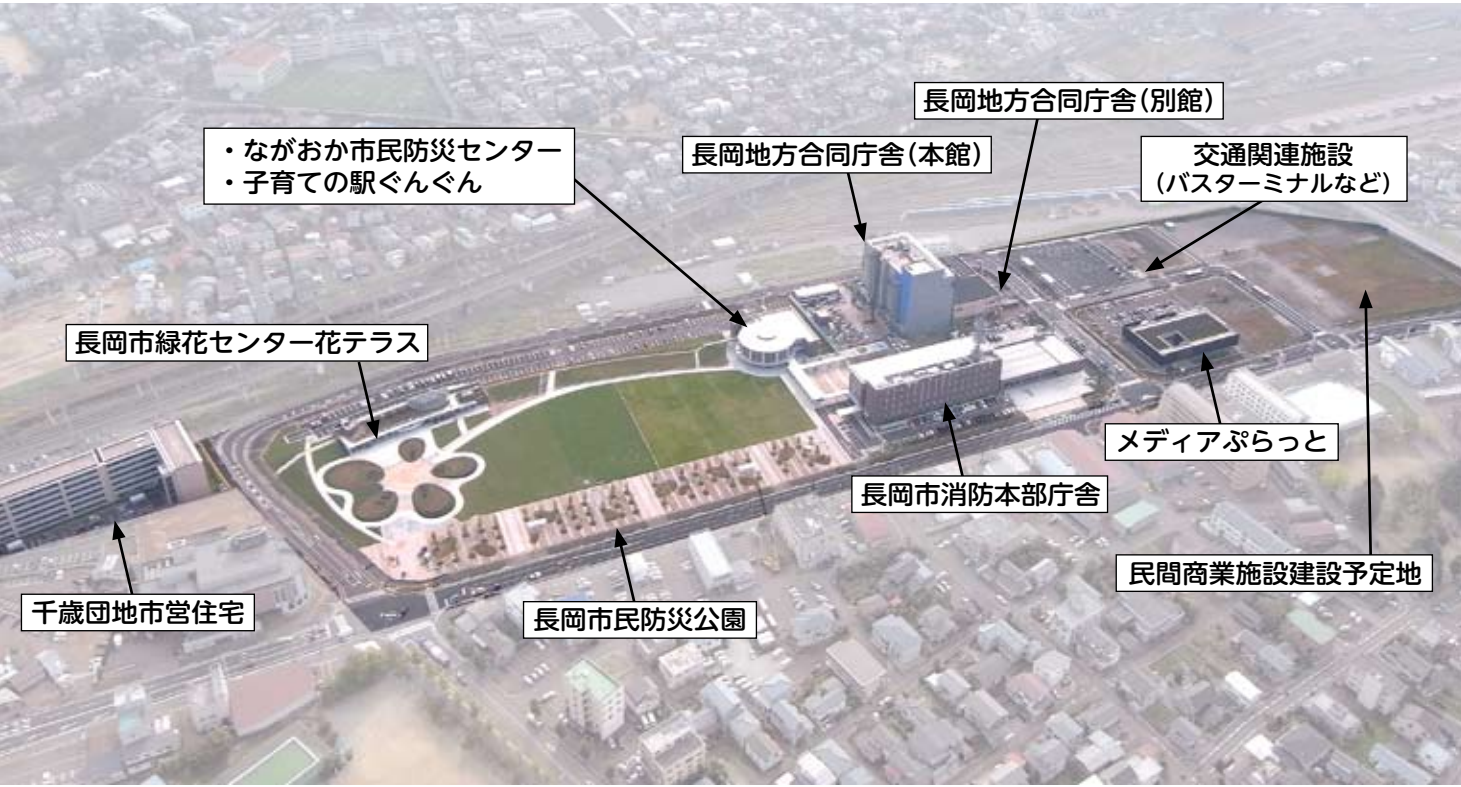 長岡地方合同庁舎(別館)
・ながおか市民防災センター
・子育ての駅ぐんぐん
長岡地方合同庁舎(本館)
交通関連施設
(バスターミナルなど)
長岡市緑花センター花テラス
メディアぷらっと
長岡市消防本部庁舎
民間商業施設建設予定地
千歳団地市営住宅
長岡市民防災公園